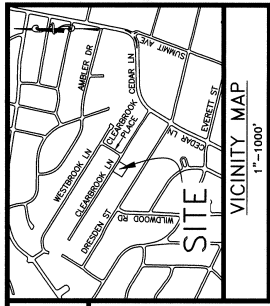 AMBLER DR
SUMMIT AVE
CEDAR LN
CLEARBROOK
PLACE
WESTBROOK LN
CLEARBROOK LN
CEDAR LN
EVERETT ST
DRESDEN ST
WILDWOOD RD
SITE
VICINITY MAP
1"-1000'